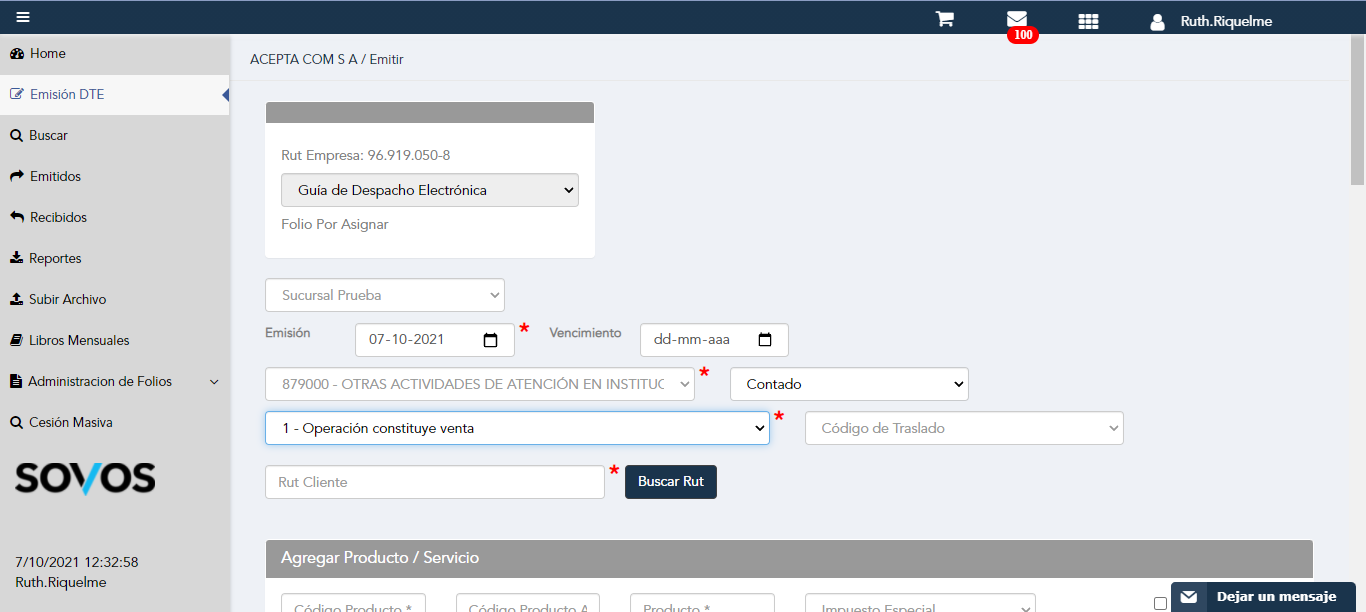 100
Ruth.Riquelme
Home
Emisión DTE
Buscar
Emitidos
Recibidos
Reportes
Subir Archivo
Libros Mensuales
Administracion de Folios
Cesión Masiva
SOVOS
7/10/2021 12:32:58
Ruth.Riquelme
ACEPTA COM S A / Emitir
Rut Empresa: 96.919.050-8
Guía de Despacho Electrónica
Folio Por Asignar
Sucursal Prueba
Emisión 07-10-2021 * Vencimiento dd-mm-aaa
879000 - OTRAS ACTIVIDADES DE ATENCIÓN EN INSTITUC * Contado
1 - Operación constituye venta * Código de Traslado
Rut Cliente * Buscar Rut
Agregar Producto / Servicio
Código Producto * Código Producto A Producto * Impuesto Especial
Dejar un mensaje